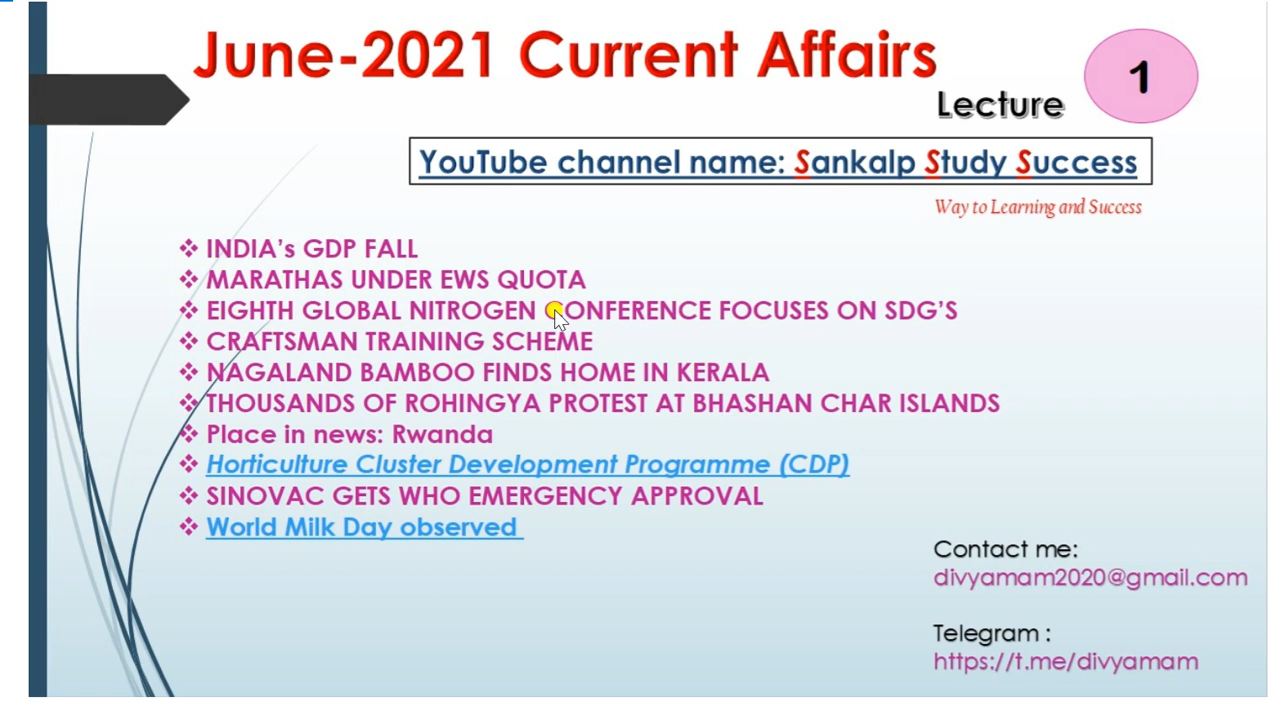 June-2021 Current Affairs
Lecture
1
YouTube channel name: Sankalp Study Success
Way to Learning and Success
❖ INDIA's GDP FALL
❖ MARATHAS UNDER EWS QUOTA
❖ EIGHTH GLOBAL NITROGEN CONFERENCE FOCUSES ON SDG'S
❖ CRAFTSMAN TRAINING SCHEME
❖ NAGALAND BAMBOO FINDS HOME IN KERALA
❖ THOUSANDS OF ROHINGYA PROTEST AT BHASHAN CHAR ISLANDS
❖ Place in news: Rwanda
❖ Horticulture Cluster Development Programme (CDP)
❖ SINOVAC GETS WHO EMERGENCY APPROVAL
❖ World Milk Day observed
Contact me:
divyamam2020@gmail.com
Telegram :
https://t.me/divyamam